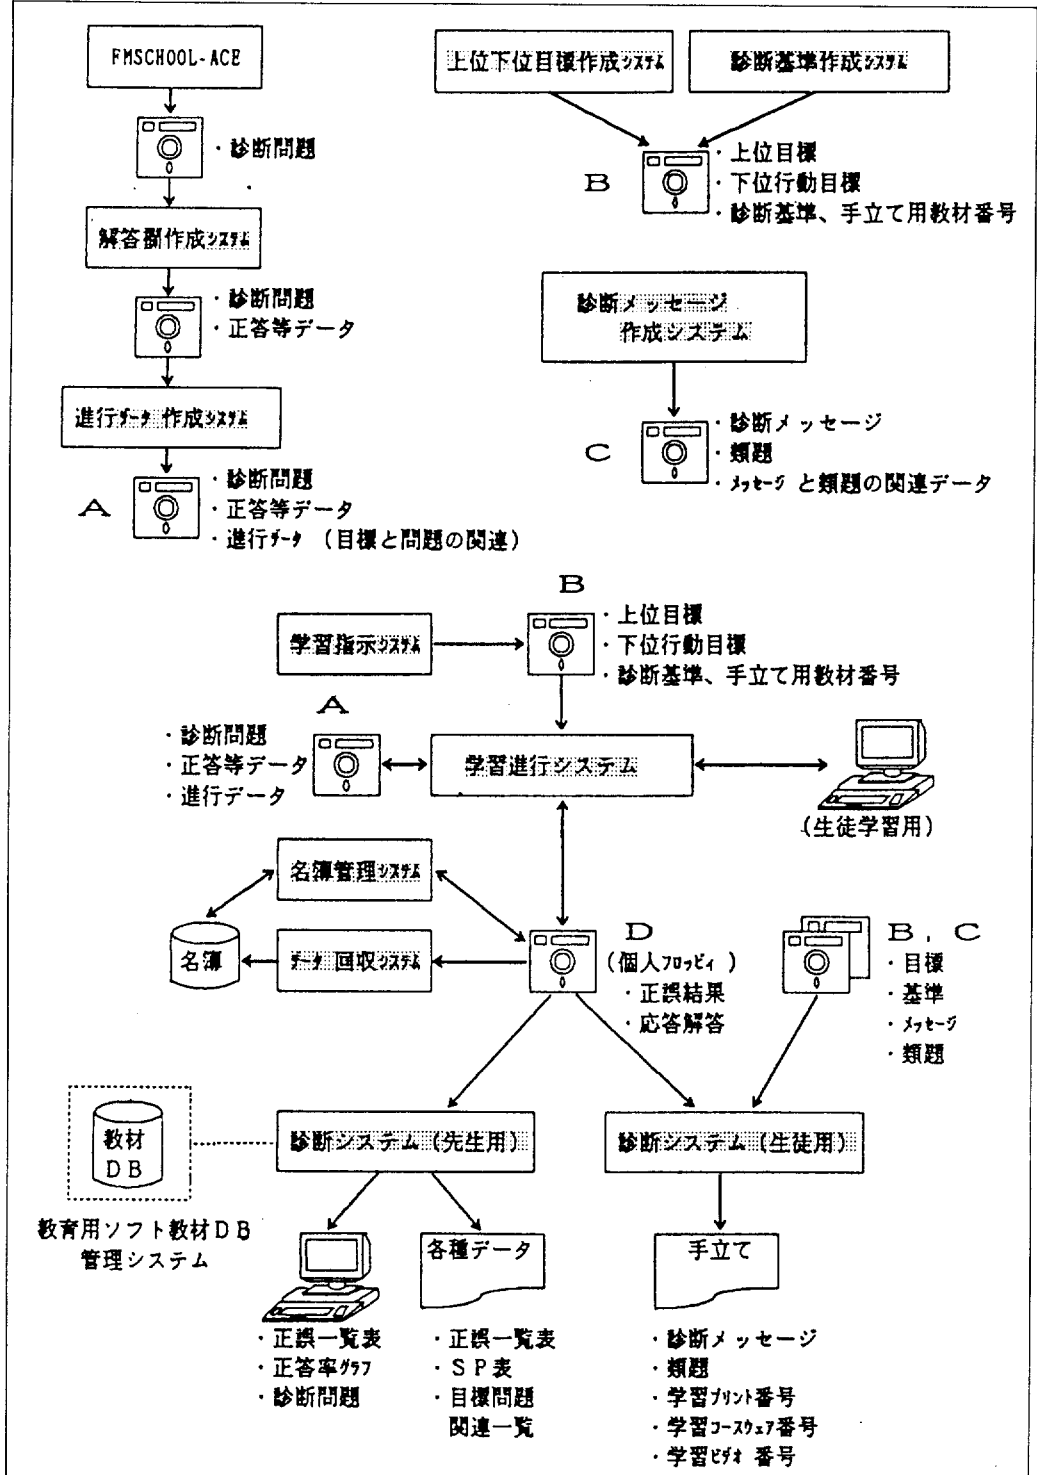 FMSCHOOL-ACE
・診断問題
解答欄作成システム
・診断問題
・正答等データ
進行データ作成システム
A
・診断問題
・正答等データ
・進行データ (目標と問題の関連)
上位下位目標作成システム
診断基準作成システム
B
・上位目標
・下位行動目標
・診断基準、手立て用教材番号
診断メッセージ
作成システム
C
・診断メッセージ
・類題
・メッセージ と類題の関連データ
B
学習指示システム
・上位目標
・下位行動目標
・診断基準、手立て用教材番号
A
・診断問題
・正答等データ
・進行データ
学習進行システム
(生徒学習用)
名簿管理システム
名簿
データ 回収システム
D
(個人フロッピィ )
・正誤結果
・応答解答
B , C
・目標
・基準
・メッセージ
・類題
教材
DB
教育用ソフト教材DB
管理システム
診断システム (先生用)
診断システム (生徒用)
各種データ
手立て
・正誤一覧表
・正答率グラフ
・診断問題
・正誤一覧表
・SP表
・目標問題
関連一覧
・診断メッセージ
・類題
・学習プリント番号
・学習コースウェア番号
・学習ビデオ 番号